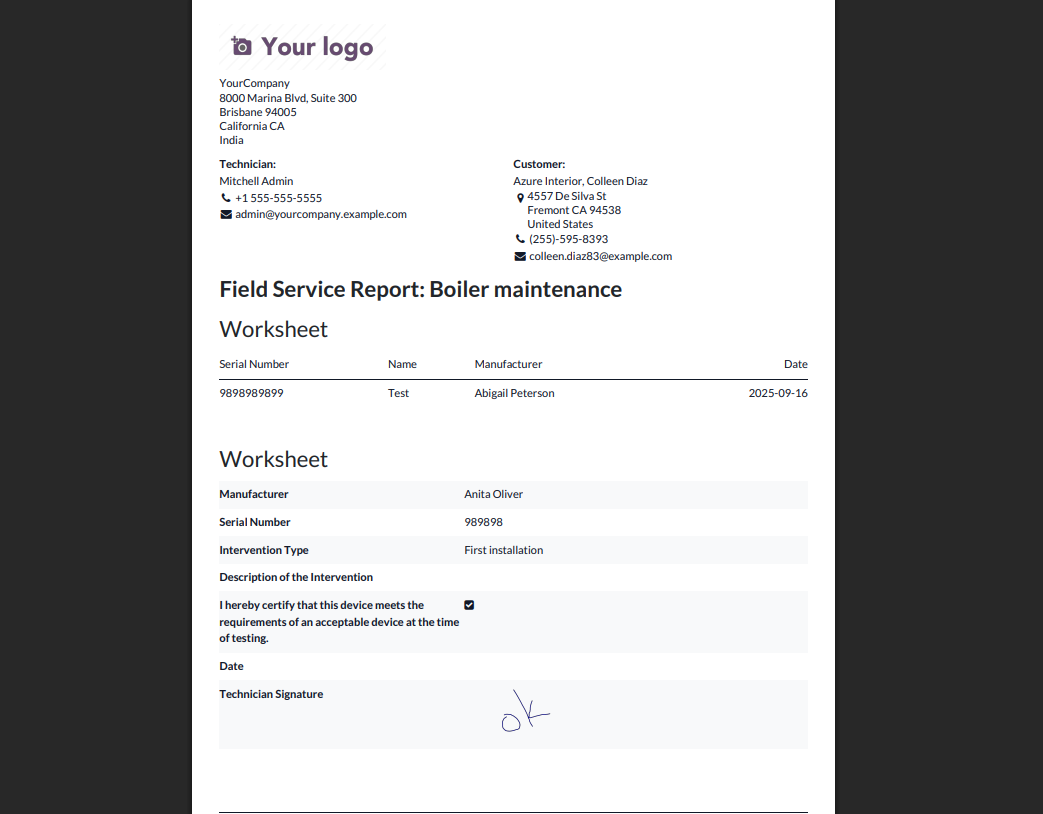 Your logo
YourCompany
8000 Marina Blvd, Suite 300
Brisbane 94005
California CA
India
Technician:
Mitchell Admin
+1 555-555-5555
admin@yourcompany.example.com
Customer:
Azure Interior, Colleen Diaz
4557 De Silva St
Fremont CA 94538
United States
(255)-595-8393
colleen.diaz83@example.com
Field Service Report: Boiler maintenance
Worksheet
Serial Number Name Manufacturer Date
9898989899 Test Abigail Peterson 2025-09-16
Worksheet
Manufacturer Anita Oliver
Serial Number 989898
Intervention Type First installation
Description of the Intervention
I hereby certify that this device meets the
requirements of an acceptable device at the time
of testing.
Date
Technician Signature ok